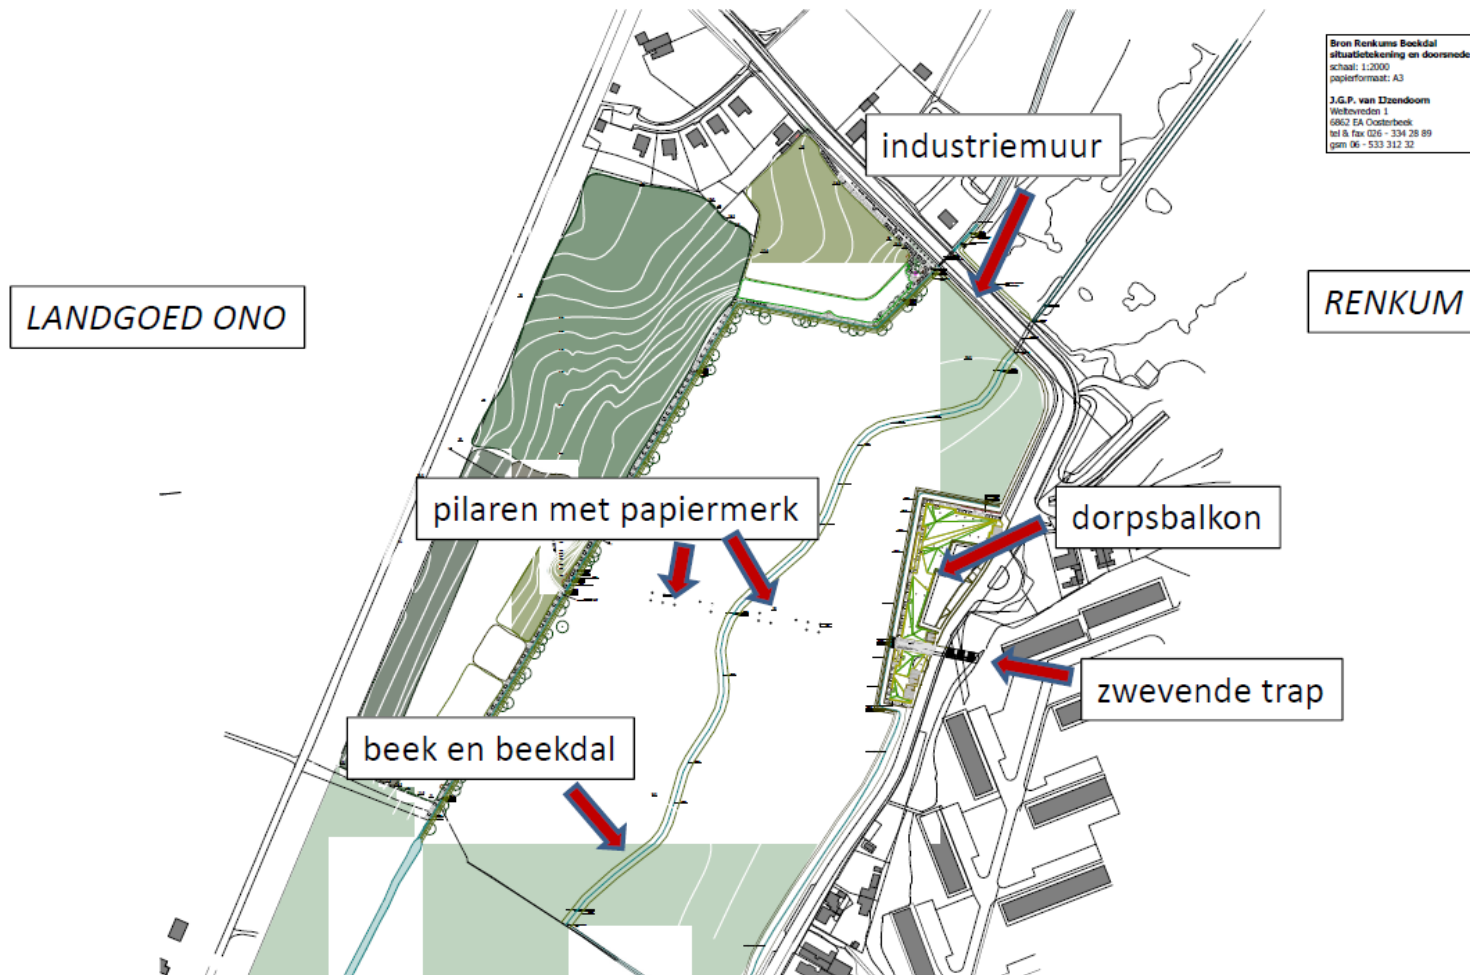 Bron Renkums Beekdal
situatietekening en doorsnede
schaal: 1:2000
papierformaat: A3
J.G.P. van IJzendoorn
Weltevreden 1
6862 EA Oosterbeek
tel & fax 026 - 334 28 89
gsm 06 - 533 312 32
industriemuur
LANDGOED ONO
RENKUM
pilaren met papiermerk
dorpsbalkon
zwevende trap
beek en beekdal